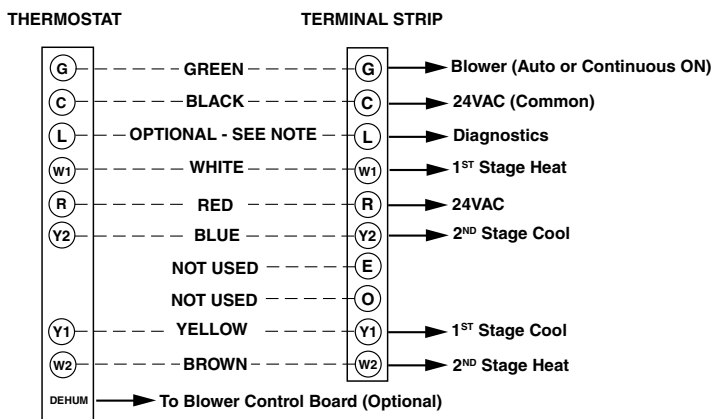 THERMOSTAT TERMINAL STRIP
G GREEN G Blower (Auto or Continuous ON)
C BLACK C 24VAC (Common)
L OPTIONAL - SEE NOTE L Diagnostics
W1 WHITE W1 1ST Stage Heat
R RED R 24VAC
Y2 BLUE Y2 2ND Stage Cool
NOT USED E
NOT USED O
Y1 YELLOW Y1 1ST Stage Cool
W2 BROWN W2 2ND Stage Heat
DEHUM To Blower Control Board (Optional)